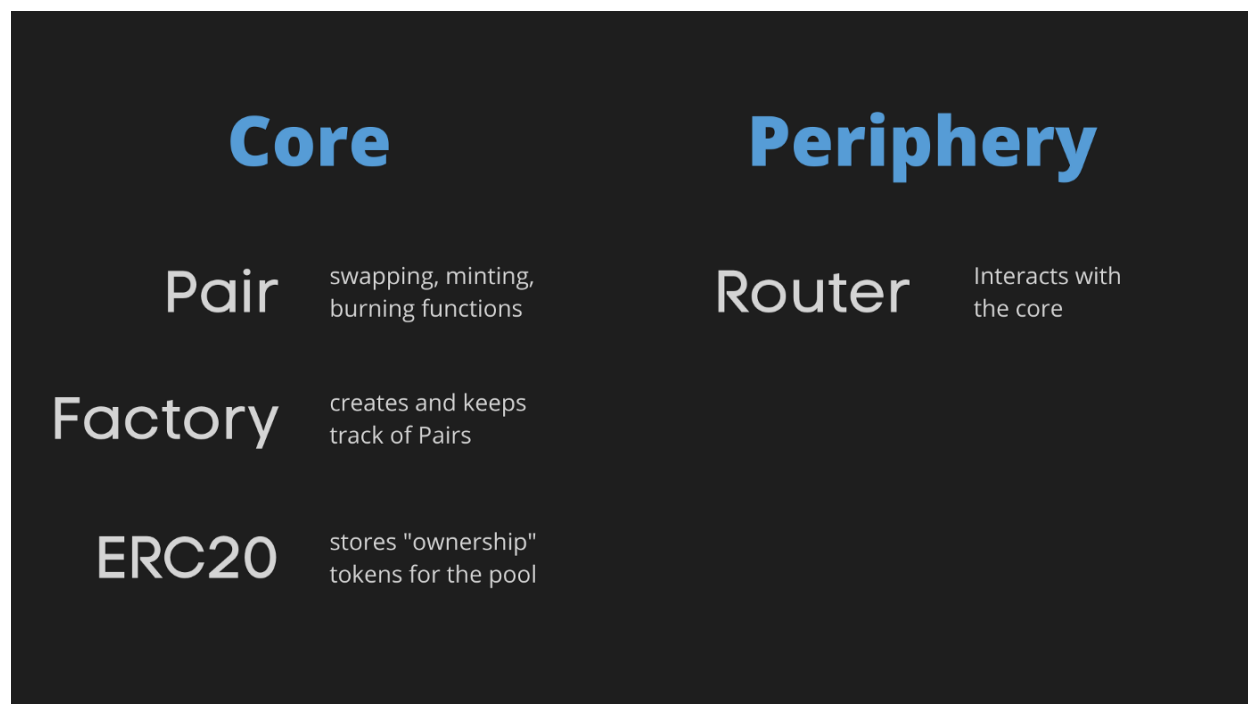 Core
Pair
swapping, minting,
burning functions
Factory
creates and keeps
track of Pairs
ERC20
stores "ownership"
tokens for the pool
Periphery
Router
Interacts with
the core